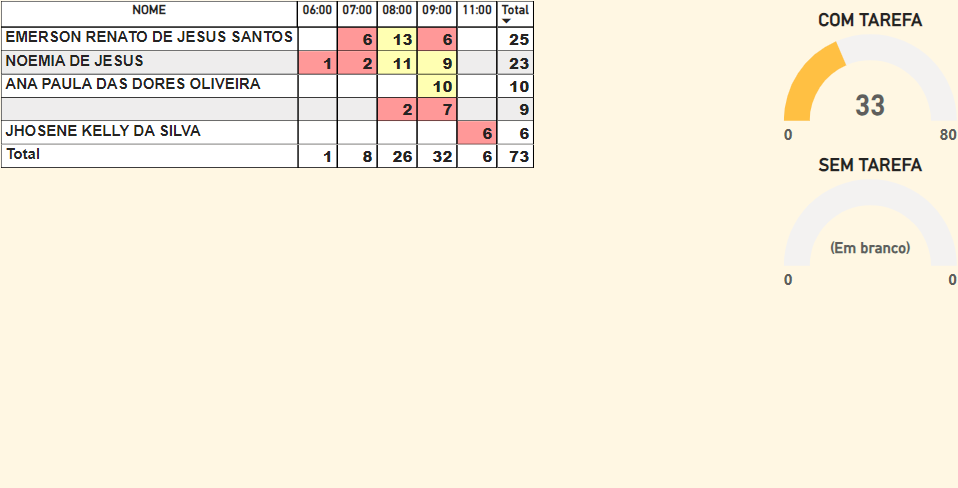 NOME 06:00 07:00 08:00 09:00 11:00 Total
EMERSON RENATO DE JESUS SANTOS 6 13 6 25
NOEMIA DE JESUS 1 2 11 9 23
ANA PAULA DAS DORES OLIVEIRA 10 10
2 7 9
JHOSENE KELLY DA SILVA 6 6
Total 1 8 26 32 6 73
COM TAREFA
33
0 80
SEM TAREFA
(Em branco)
0 0